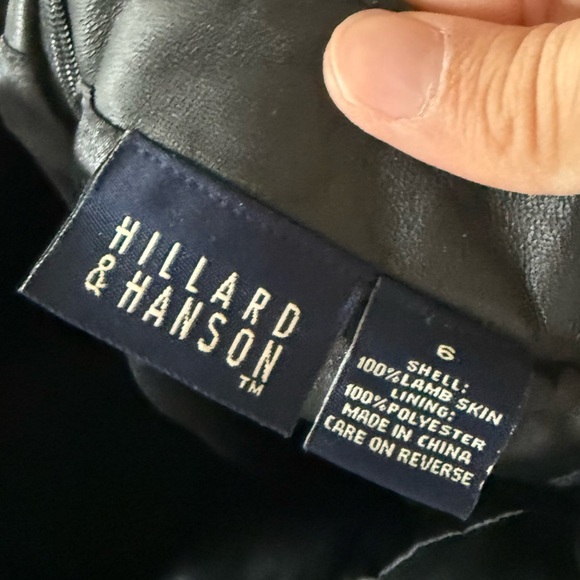 HILLARD
& HANSON
TM
6
SHELL:
100%LAMB SKIN
LINING:
100%POLYESTER
MADE IN CHINA
CARE ON REVERSE